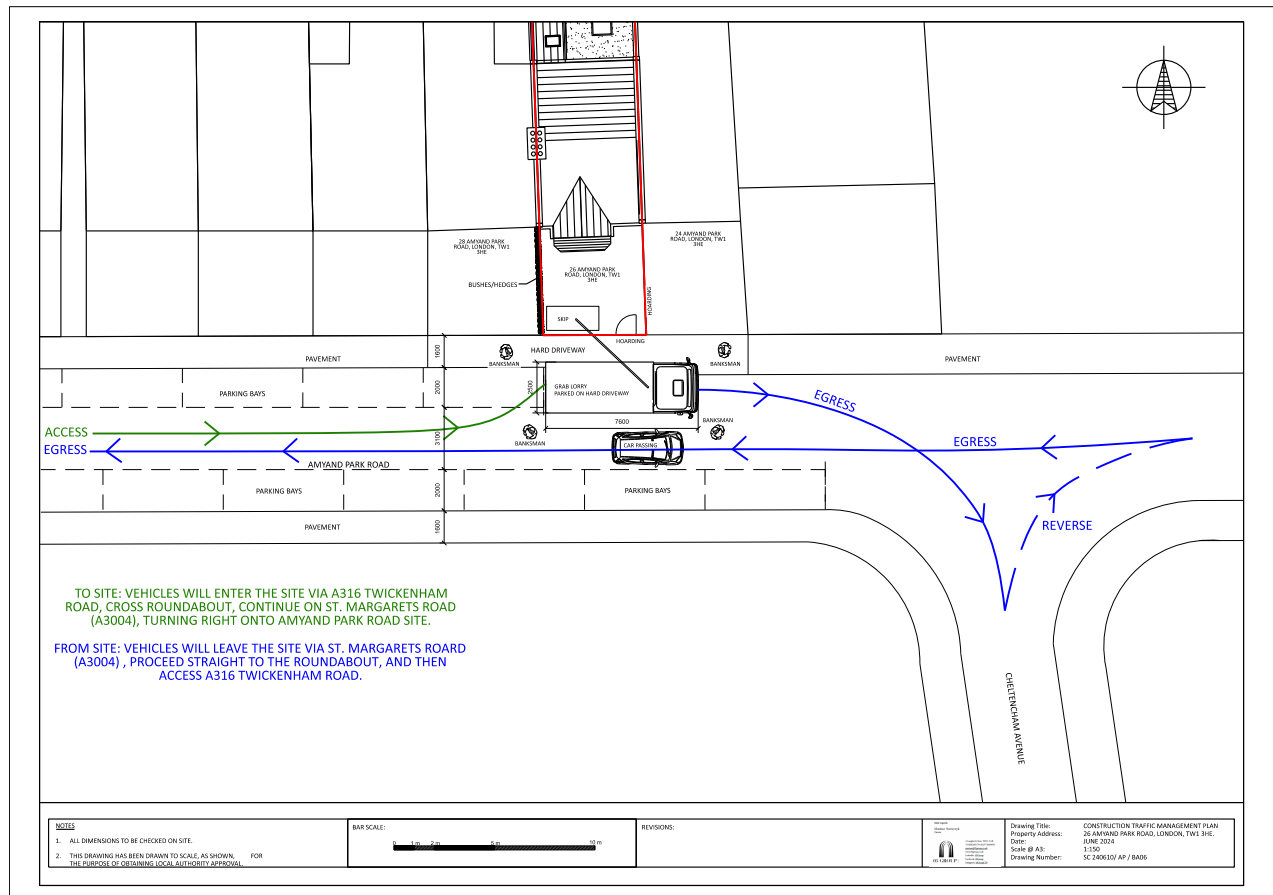 28 AMYAND PARK
ROAD, LONDON, TW1
3HE
24 AMYAND PARK
ROAD, LONDON, TW1
3HE
26 AMYAND PARK
ROAD, LONDON, TW1
3HE
BUSHES/HEDGES
HOARDING
SKIP
HOARDING
HARD DRIVEWAY
BANKSMAN
BANKSMAN
PAVEMENT
1600
PAVEMENT
PARKING BAYS
2000
2500
GRAB LORRY
PARKED ON HARD DRIVEWAY
EGRESS
7600
ACCESS
BANKSMAN
BANKSMAN
3100
EGRESS
CAR PASSING
EGRESS
AMYAND PARK ROAD
PARKING BAYS
2000
PARKING BAYS
PAVEMENT
1600
REVERSE
TO SITE: VEHICLES WILL ENTER THE SITE VIA A316 TWICKENHAM
ROAD, CROSS ROUNDABOUT, CONTINUE ON ST. MARGARETS ROAD
(A3004), TURNING RIGHT ONTO AMYAND PARK ROAD SITE.
FROM SITE: VEHICLES WILL LEAVE THE SITE VIA ST. MARGARETS ROARD
(A3004) , PROCEED STRAIGHT TO THE ROUNDABOUT, AND THEN
ACCESS A316 TWICKENHAM ROAD.
CHELTENCHAM AVENUE
NOTES
1. ALL DIMENSIONS TO BE CHECKED ON SITE.
2. THIS DRAWING HAS BEEN DRAWN TO SCALE, AS SHOWN, FOR
THE PURPOSE OF OBTAINING LOCAL AUTHORITY APPROVAL.
BAR SCALE:
0 1 m 2 m 5 m 10 m
REVISIONS:
Drawing Title: CONSTRUCTION TRAFFIC MANAGEMENT PLAN
Property Address: 26 AMYAND PARK ROAD, LONDON, TW1 3HE.
Date: JUNE 2024
Scale @ A3: 1:150
Drawing Number: SC 240610/ AP / BA06